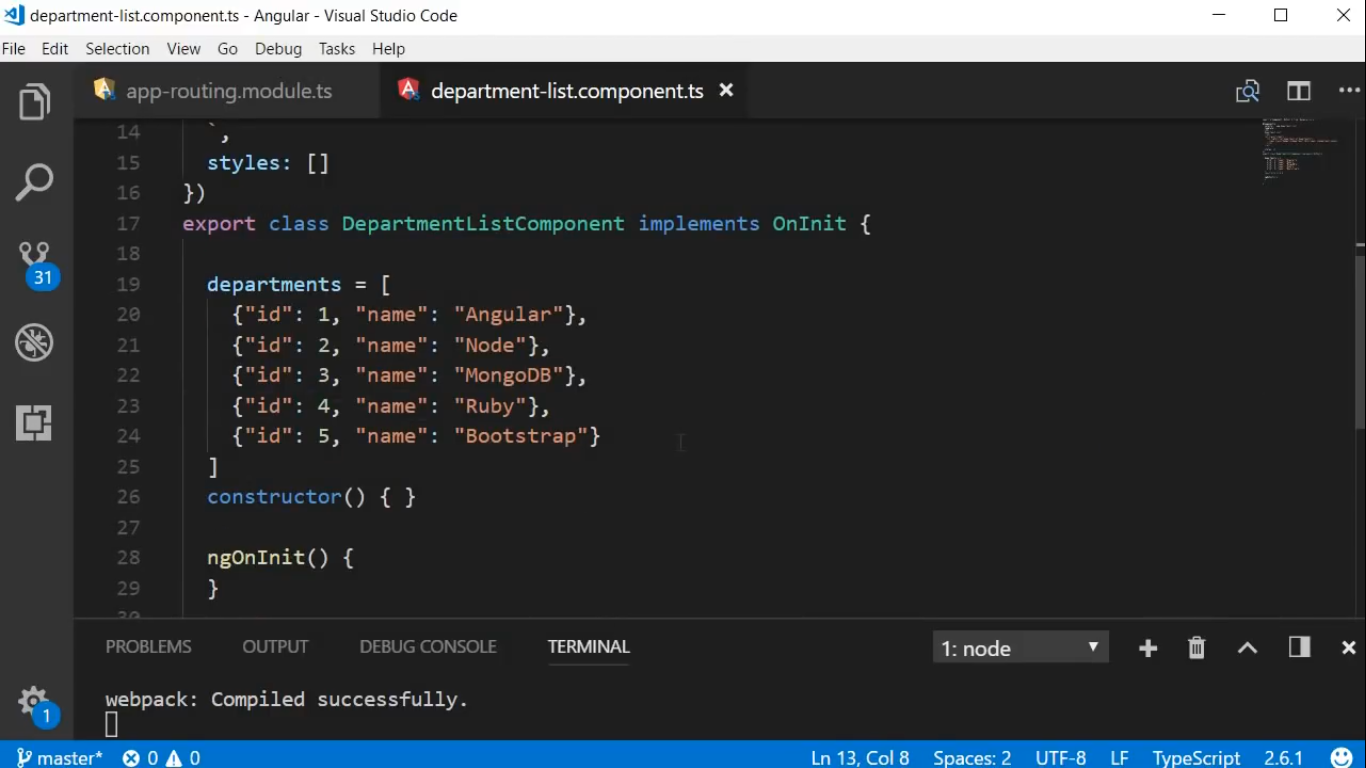 department-list.component.ts - Angular - Visual Studio Code
File Edit Selection View Go Debug Tasks Help
app-routing.module.ts department-list.component.ts
14 `,
15 styles: []
16 })
17 export class DepartmentListComponent implements OnInit {
18
19 departments = [
20 {"id": 1, "name": "Angular"},
21 {"id": 2, "name": "Node"},
22 {"id": 3, "name": "MongoDB"},
23 {"id": 4, "name": "Ruby"},
24 {"id": 5, "name": "Bootstrap"}
25 ]
26 constructor() { }
27
28 ngOnInit() {
29 }
30
31
PROBLEMS OUTPUT DEBUG CONSOLE TERMINAL 1: node
webpack: Compiled successfully.
1
master* 0 0 Ln 13, Col 8 Spaces: 2 UTF-8 LF TypeScript 2.6.1